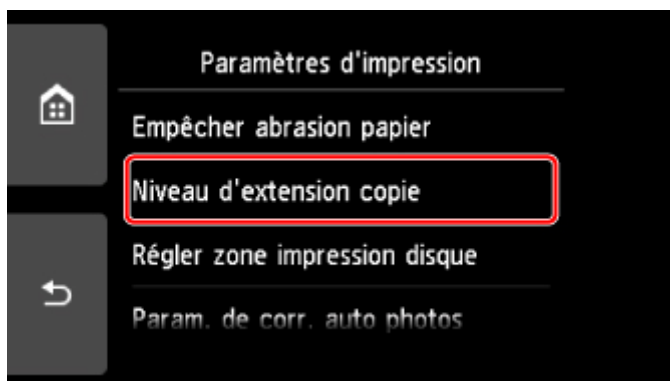 Paramètres d'impression
Empêcher abrasion papier
Niveau d'extension copie
Régler zone impression disque
Param. de corr. auto photos